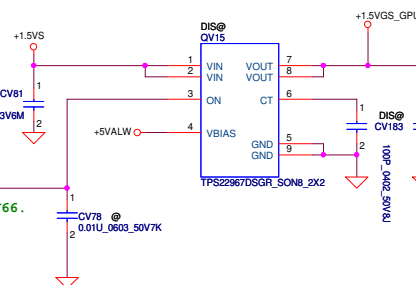 +1.5VGS_GPU
DIS@
QV15
+1.5VS
1 VIN VOUT 7
2 VIN VOUT 8
CV81
1
3 ON CT 6
3V6M
1
DIS@
CV183
2
+5VALW 4 VBIAS
GND 5
GND 9
2
100P_0402_50V8J
TPS22967DSGR_SON8_2X2
1
766.
CV78 @
0.01U_0603_50V7K
2